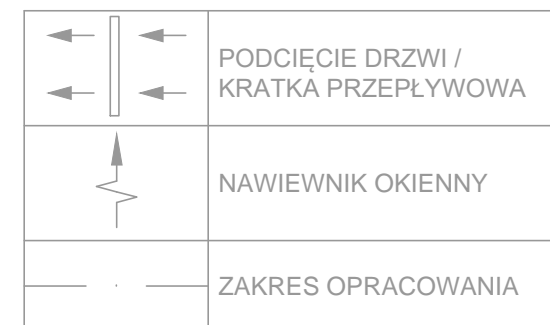 PODCIĘCIE DRZWI /
KRATKA PRZEPŁYWOWA
NAWIEWNIK OKIENNY
ZAKRES OPRACOWANIA